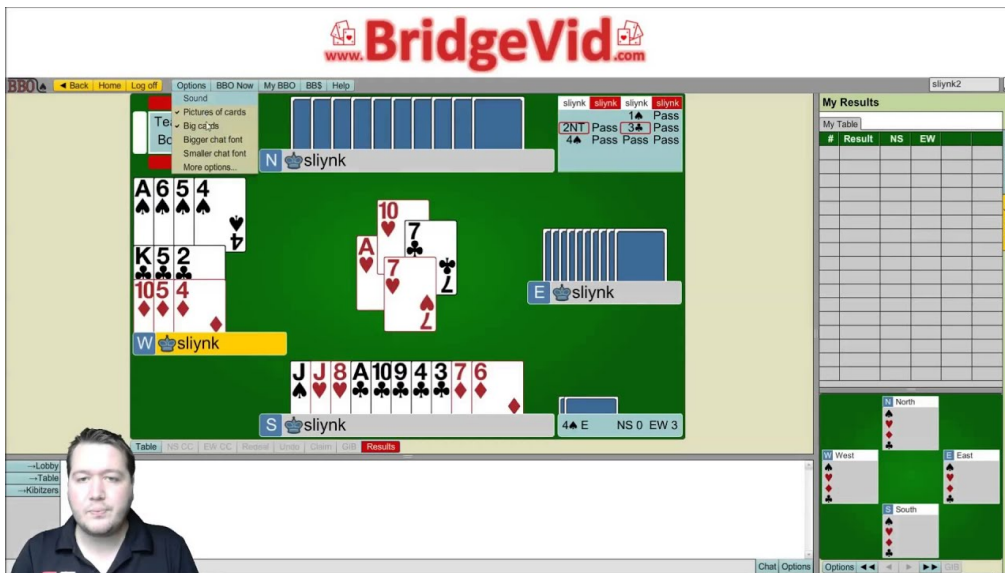 www.BridgeVid.com
BBO ◄ Back Home Log off Options BBO Now My BBO BB$ Help sliynk2
Sound
✓ Pictures of cards
✓ Big cards
Bigger chat font
Smaller chat font
More options...
N sliynk
sliynk sliynk sliynk sliynk
1♠ Pass
2NT Pass 3♣ Pass
4♠ Pass Pass Pass
My Results
My Table
# Result NS EW
A 6 5 4
4
K 5 2
10 5 4
W sliynk
10
7
A
7
7
7
E sliynk
J J 8 A 10 9 4 3 7 6
S sliynk
4♠ E NS 0 EW 3
Table NS CC EW CC Undo Claim GIB Results
→Lobby
→Table
→Kibitzers
Chat Options
N North
♠
♥
♦
♣
W West
♠
♥
♦
♣
E East
♠
♥
♦
♣
S South
♠
♥
♦
♣
Options ◄◄ ◄ ► ►► GIB